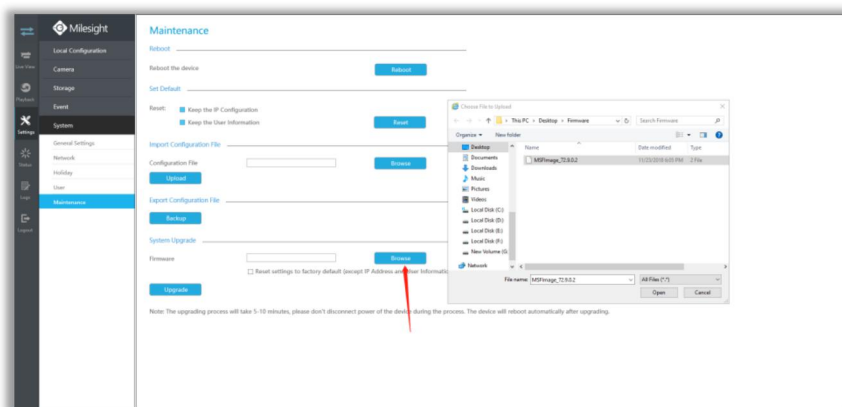 Milesight
Live View
Playback
Settings
Status
Logs
Logout
Local Configuration
Camera
Storage
Event
System
General Settings
Network
Holiday
User
Maintenance
Maintenance
Reboot
Reboot the device
Reboot
Set Default
Reset:
Keep the IP Configuration
Keep the User Information
Reset
Import Configuration File
Configuration File
Browse
Upload
Export Configuration File
Backup
System Upgrade
Firmware
Browse
Reset settings to factory default (except IP Address and User Informatic
Upgrade
Note: The upgrading process will take 5-10 minutes, please don't disconnect power of the device during the process. The device will reboot automatically after upgrading.
Choose File to Upload
This PC > Desktop > Firmware
Search Firmware
Organize
New folder
Desktop
Documents
Downloads
Music
Pictures
Videos
Local Disk (C:)
Local Disk (D:)
Local Disk (E:)
Local Disk (F:)
New Volume (G:
Network
Name
Date modified
Type
MSFImage_72.9.0.2
2 File
File name:
MSFImage_72.9.0.2
All Files (*.*)
Open
Cancel